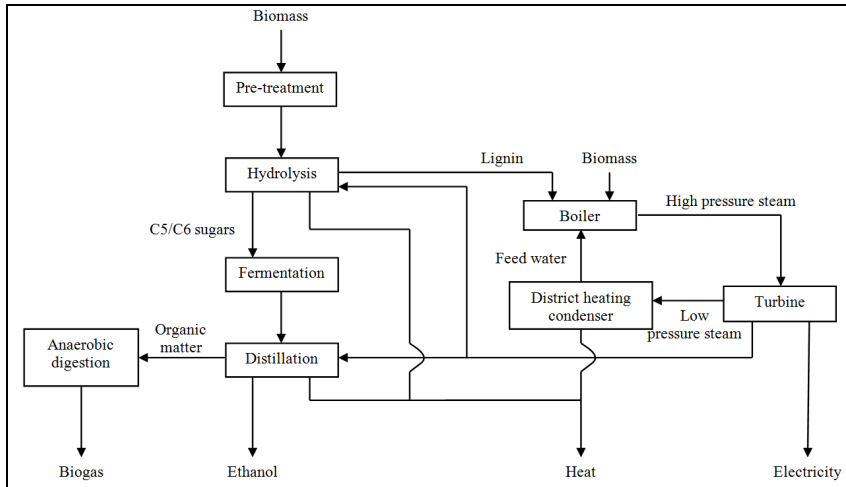 Biomass
Pre-treatment
Hydrolysis
Lignin
Biomass
Boiler
High pressure steam
C5/C6 sugars
Feed water
Fermentation
District heating
condenser
Turbine
Low
pressure steam
Anaerobic
digestion
Organic
matter
Distillation
Biogas
Ethanol
Heat
Electricity